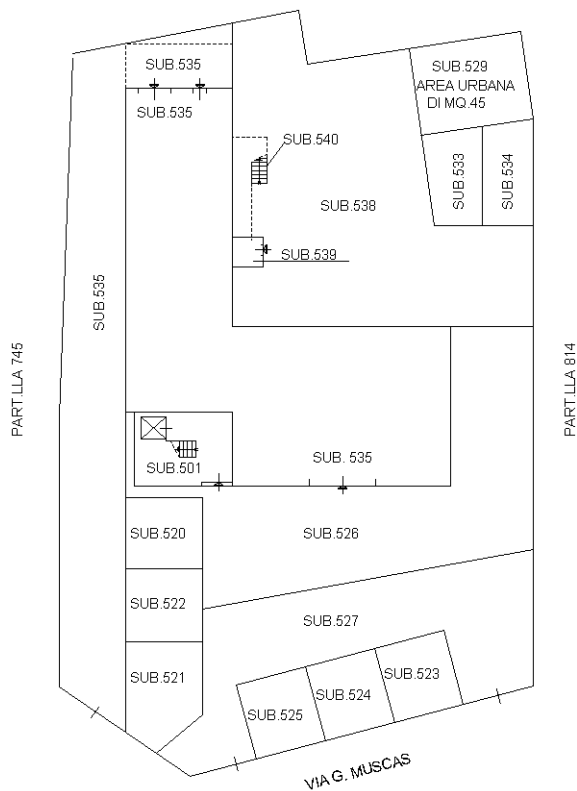 SUB.535
SUB.535
SUB.529
AREA URBANA
DI MQ.45
SUB.540
SUB.533
SUB.534
SUB.538
SUB.539
SUB.535
PART.LLA 745
PART.LLA 814
SUB.501
SUB. 535
SUB.520
SUB.526
SUB.522
SUB.527
SUB.521
SUB.523
SUB.524
SUB.525
VIA G. MUSCAS